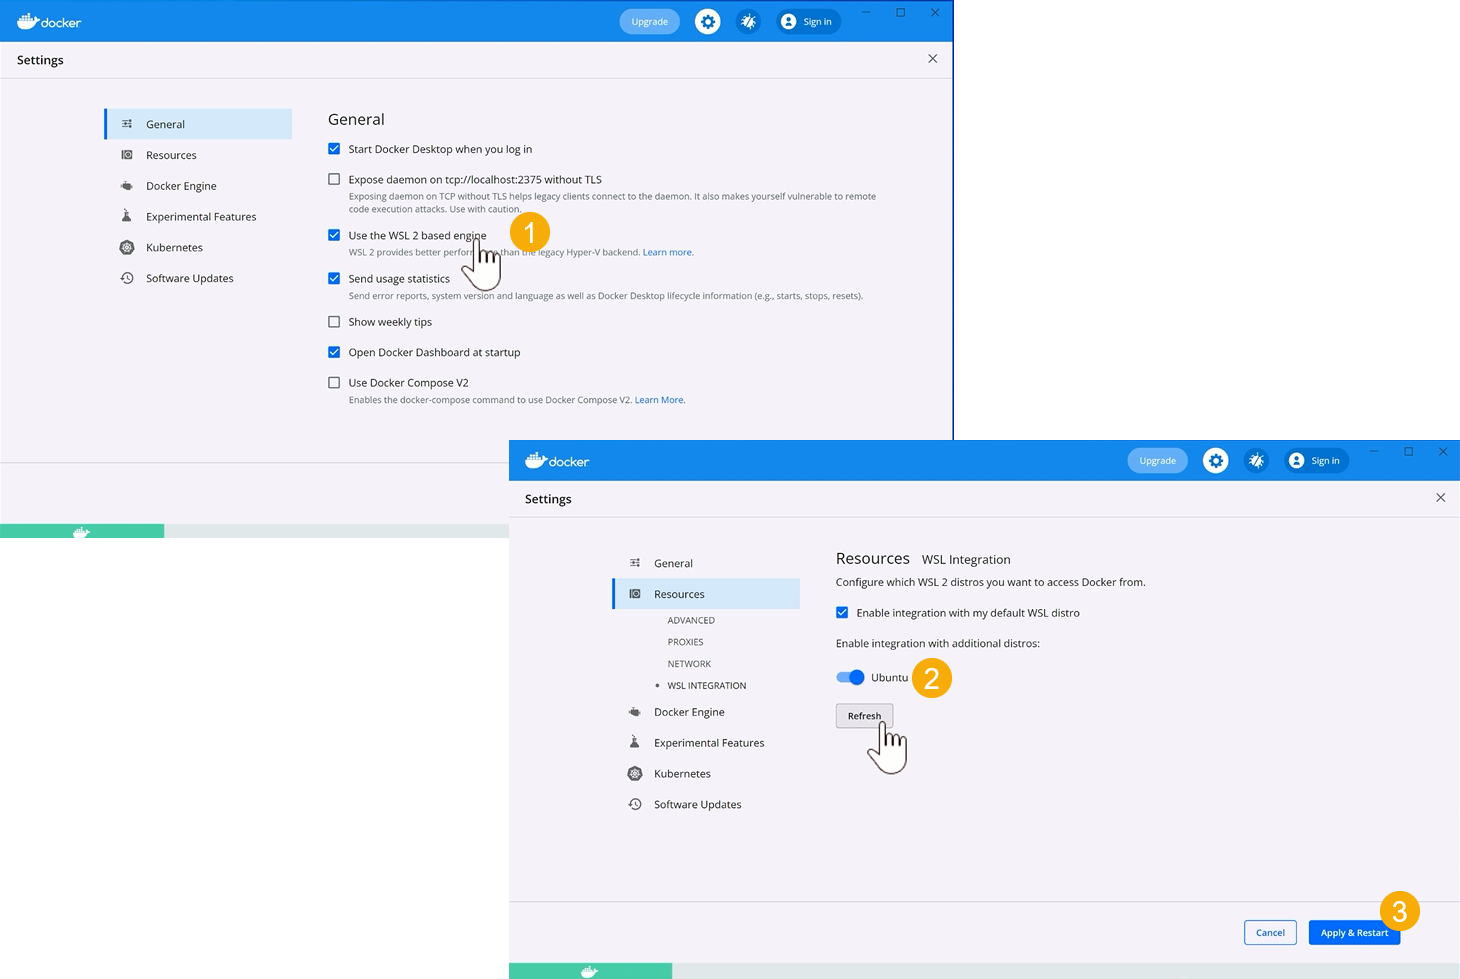 docker
Upgrade
Sign in
Settings
General
Resources
Docker Engine
Experimental Features
Kubernetes
Software Updates
General
Start Docker Desktop when you log in
Expose daemon on tcp://localhost:2375 without TLS
Exposing daemon on TCP without TLS helps legacy clients connect to the daemon. It also makes yourself vulnerable to remote
code execution attacks. Use with caution.
Use the WSL 2 based engine
1
WSL 2 provides better than the legacy Hyper-V backend. Learn more.
Send usage statistics
Send error reports, system version and language as well as Docker Desktop lifecycle information (e.g., starts, stops, resets).
Show weekly tips
Open Docker Dashboard at startup
Use Docker Compose V2
Enables the docker-compose command to use Docker Compose V2. Learn More.
docker
Upgrade
Sign in
Settings
General
Resources
ADVANCED
PROXIES
NETWORK
WSL INTEGRATION
Docker Engine
Experimental Features
Kubernetes
Software Updates
Resources WSL Integration
Configure which WSL 2 distros you want to access Docker from.
Enable integration with my default WSL distro
Enable integration with additional distros:
Ubuntu
2
Refresh
3
Cancel
Apply & Restart